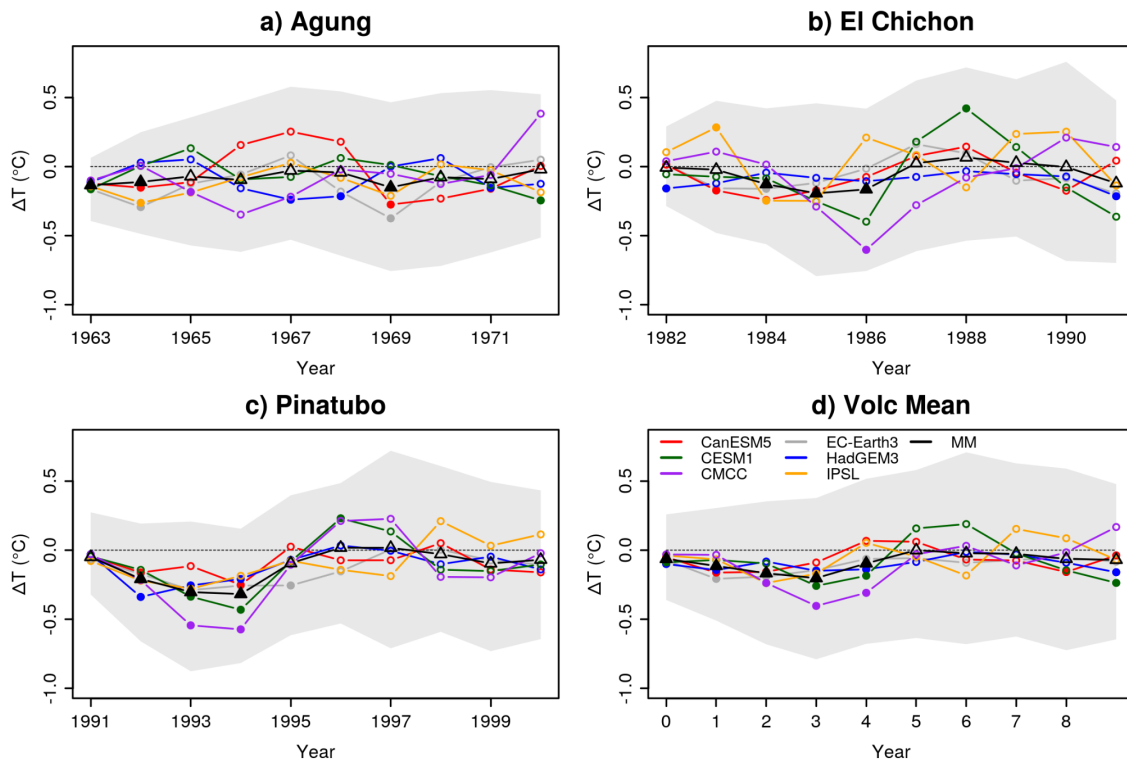 a) Agung
ΔT (°C)
0.5
0.0
-0.5
-1.0
1963 1965 1967 1969 1971
Year
b) El Chichon
ΔT (°C)
0.5
0.0
-0.5
-1.0
1982 1984 1986 1988 1990
Year
c) Pinatubo
ΔT (°C)
0.5
0.0
-0.5
-1.0
1991 1993 1995 1997 1999
Year
d) Volc Mean
CanESM5 EC-Earth3 MM
CESM1 HadGEM3
CMCC IPSL
ΔT (°C)
0.5
0.0
-0.5
-1.0
0 1 2 3 4 5 6 7 8
Year